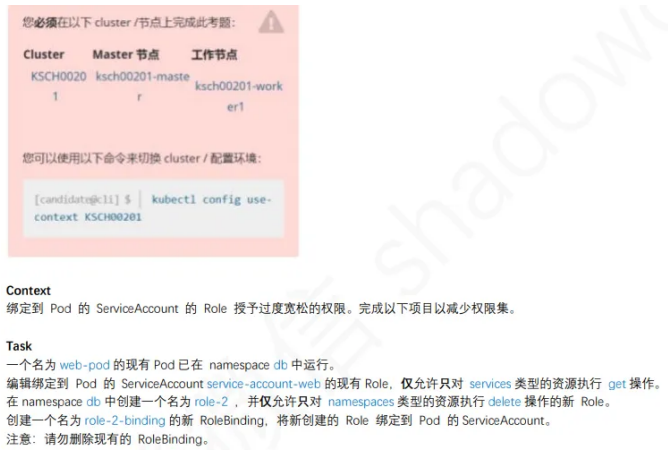 您必须在以下 cluster /节点上完成此考题：
Cluster Master 节点 工作节点
KSCH0020
1
ksch00201-maste
r
ksch00201-work
er1
您可以使用以下命令来切换 cluster / 配置环境：
[candidate@cli] $ kubectl config use-
context KSCH00201
Context
绑定到 Pod 的 ServiceAccount 的 Role 授予过度宽松的权限。完成以下项目以减少权限集。
Task
一个名为 web-pod 的现有 Pod 已在 namespace db 中运行。
编辑绑定到 Pod 的 ServiceAccount service-account-web 的现有 Role，仅允许只对 services 类型的资源执行 get 操作。
在 namespace db 中创建一个名为 role-2 ，并仅允许只对 namespaces 类型的资源执行 delete 操作的新 Role。
创建一个名为 role-2-binding 的新 RoleBinding，将新创建的 Role 绑定到 Pod 的 ServiceAccount。
注意：请勿删除现有的 RoleBinding。